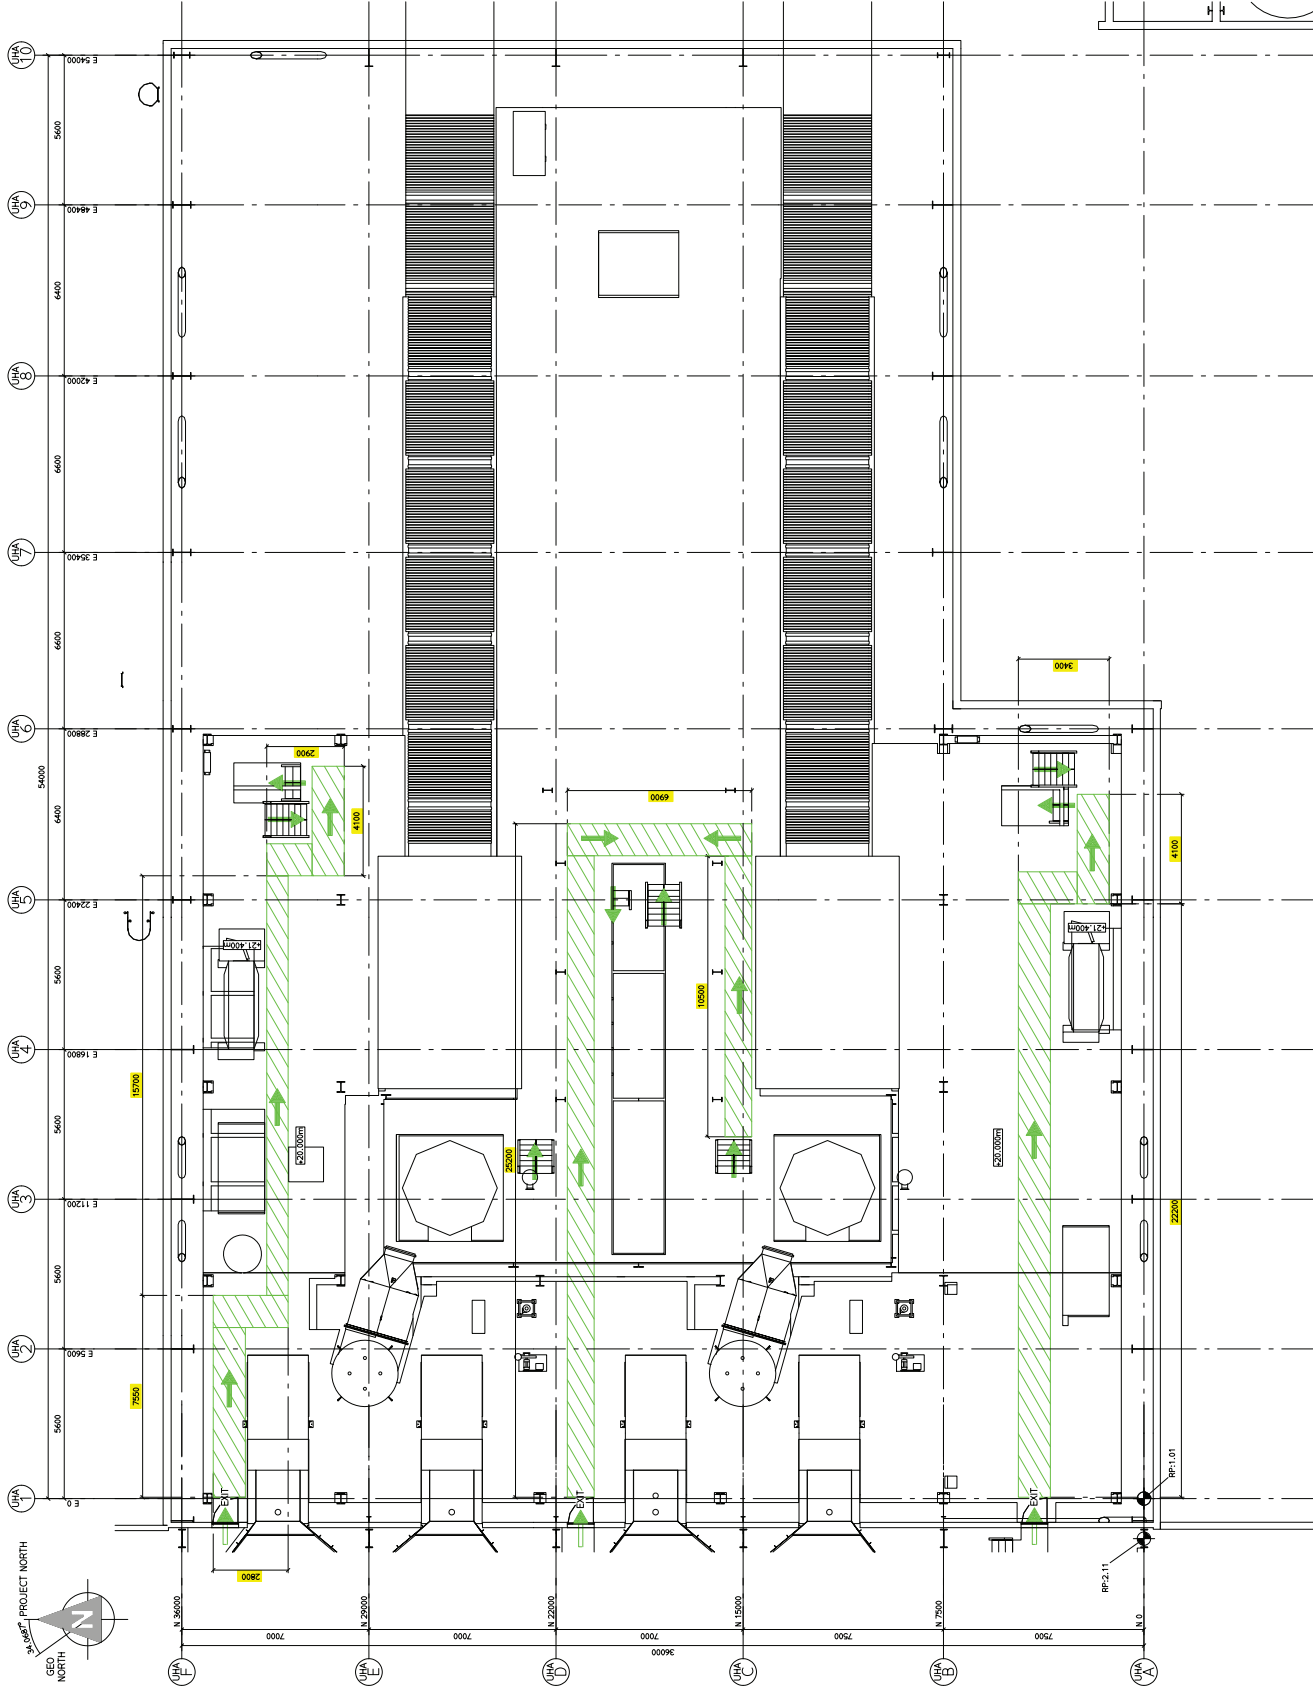 UHA
10
E 54000
5600
UHA
9
E 48400
6400
UHA
8
E 42000
6600
UHA
7
E 35400
6600
UHA
6
E 28800
54000
6400
UHA
5
E 22400
5600
UHA
4
E 16800
5600
UHA
3
E 11200
5600
UHA
2
E 5600
5600
UHA
1
E 0
15700
7550
2900
4100
6900
10500
25200
3400
4100
22200
2800
+21.400m
+21.400m
+20.000m
+20.000m
EXIT
EXIT
EXIT
RP:1.01
RP:2.11
PROJECT NORTH
GEO
NORTH
N
N 36000
N 29000
N 22000
N 15000
N 7500
N 0
7000
7000
7000
7500
7500
36000
UHA
F
UHA
E
UHA
D
UHA
C
UHA
B
UHA
A